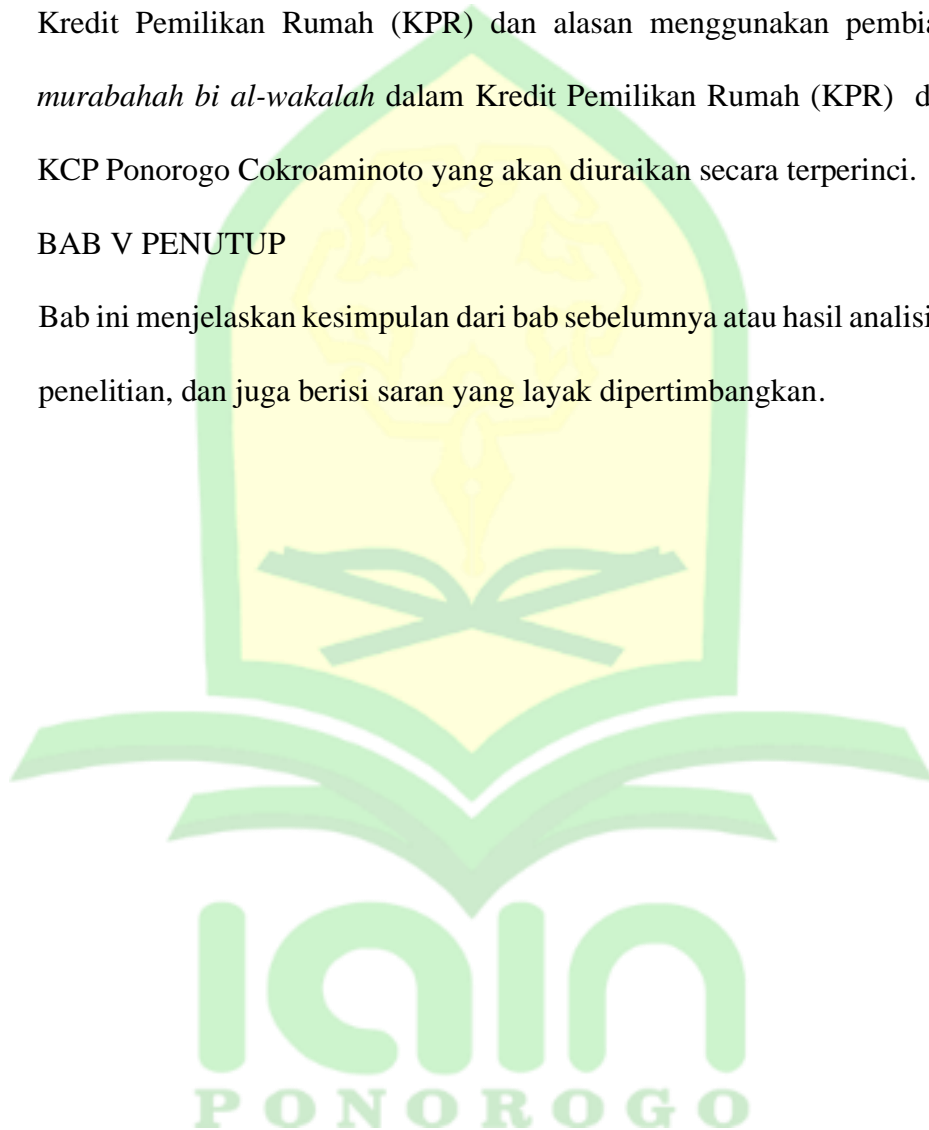 Kredit Pemilikan Rumah (KPR) dan alasan menggunakan pembia
murabahah bi al-wakalah dalam Kredit Pemilikan Rumah (KPR) d
KCP Ponorogo Cokroaminoto yang akan diuraikan secara terperinci.
BAB V PENUTUP
Bab ini menjelaskan kesimpulan dari bab sebelumnya atau hasil analisi
penelitian, dan juga berisi saran yang layak dipertimbangkan.
iain
PONOROGO